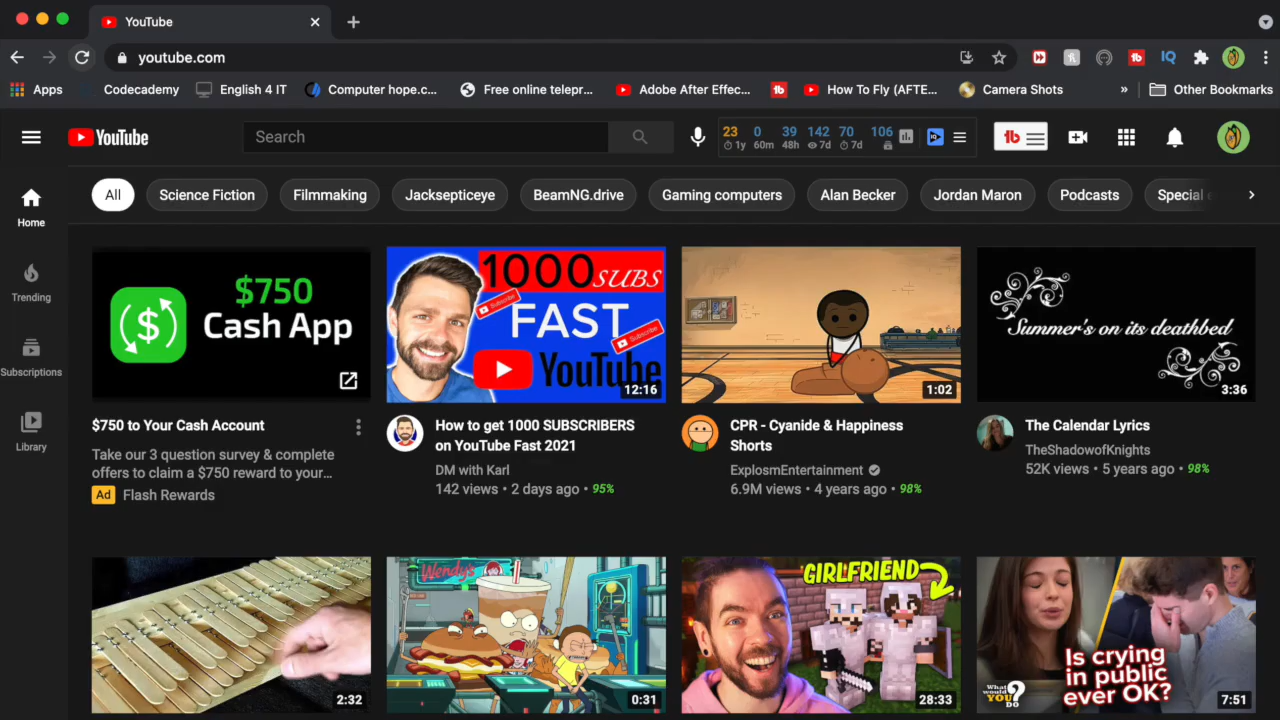 YouTube
youtube.com
Apps
Codecademy
English 4 IT
Computer hope.c...
Free online telepr...
Adobe After Effec...
How To Fly (AFTE...
Camera Shots
»
Other Bookmarks
YouTube
Search
23 0 39 142 70 106
1y 60m 48h 7d 7d
All
Science Fiction
Filmmaking
Jacksepticeye
BeamNG.drive
Gaming computers
Alan Becker
Jordan Maron
Podcasts
Special
Home
Trending
Subscriptions
Library
$750
Cash App
$750 to Your Cash Account
Take our 3 question survey & complete
offers to claim a $750 reward to your...
Ad Flash Rewards
1000 SUBS
Subscribe
FAST
Subscribe
YouTube
12:16
How to get 1000 SUBSCRIBERS
on YouTube Fast 2021
DM with Karl
142 views • 2 days ago • 95%
1:02
CPR - Cyanide & Happiness
Shorts
ExplosmEntertainment
6.9M views • 4 years ago • 98%
Summer's on its deathbed
3:36
The Calendar Lyrics
TheShadowofKnights
52K views • 5 years ago • 98%
2:32
Wendy's
0:31
GIRLFRIEND
28:33
Is crying
in public
ever OK?
What
would
YOU
DO
?
7:51